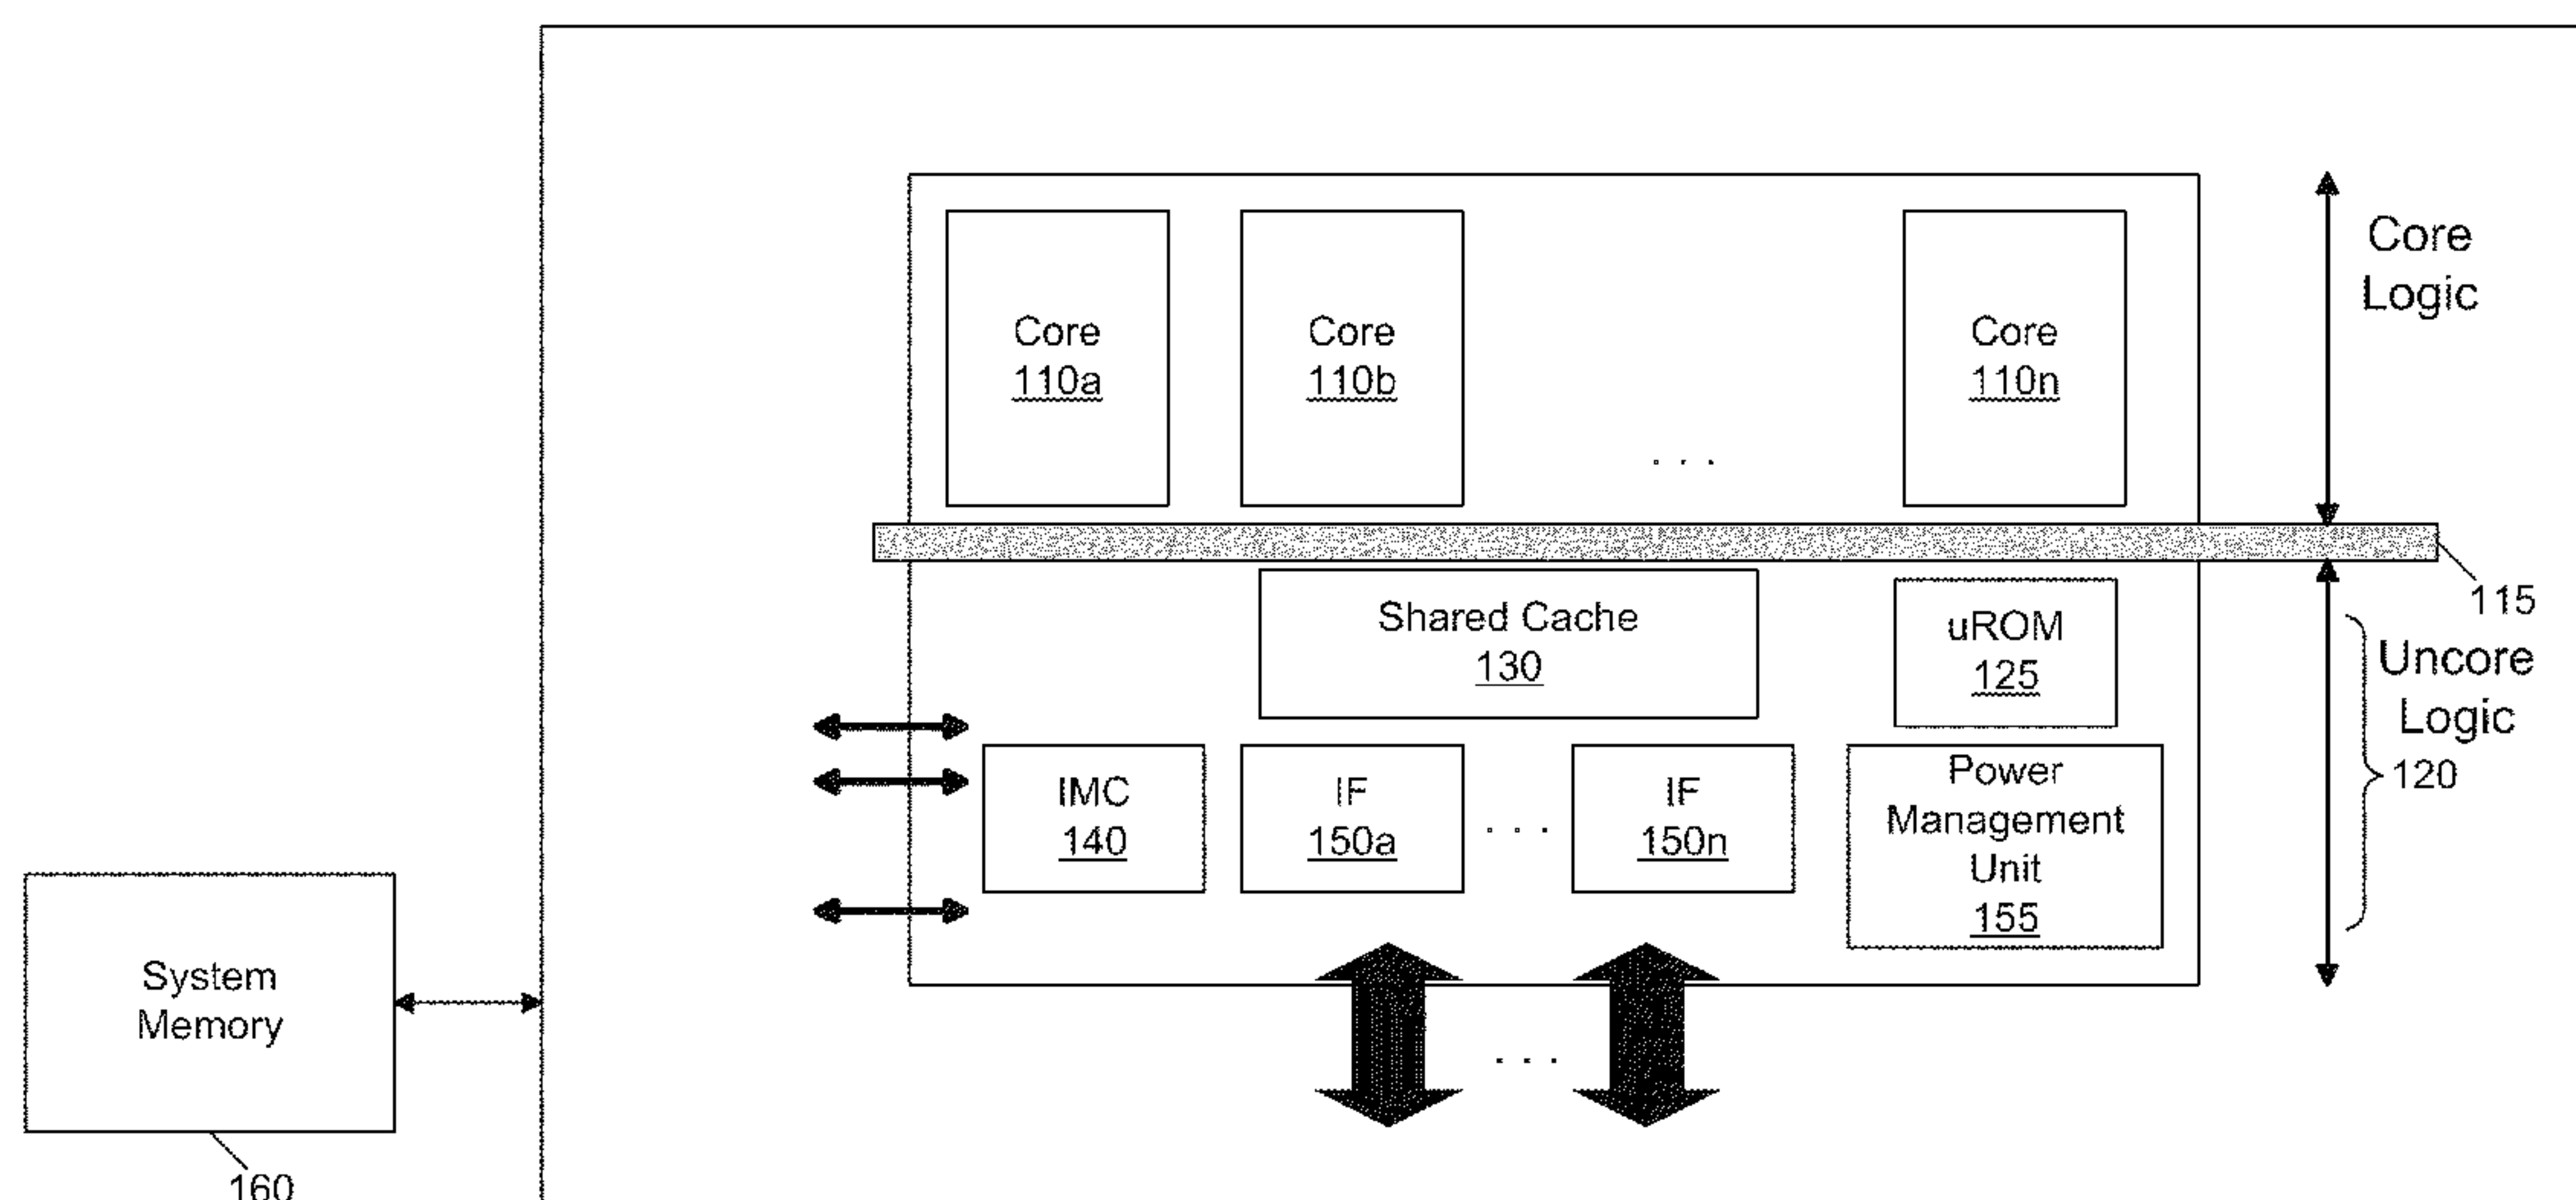 Core
110a
Core
110b
. . .
Core
110n
Core
Logic
115
Shared Cache
130
uROM
125
Uncore
Logic
120
IMC
140
IF
150a
. . .
IF
150n
Power
Management
Unit
155
System
Memory
. . .
160